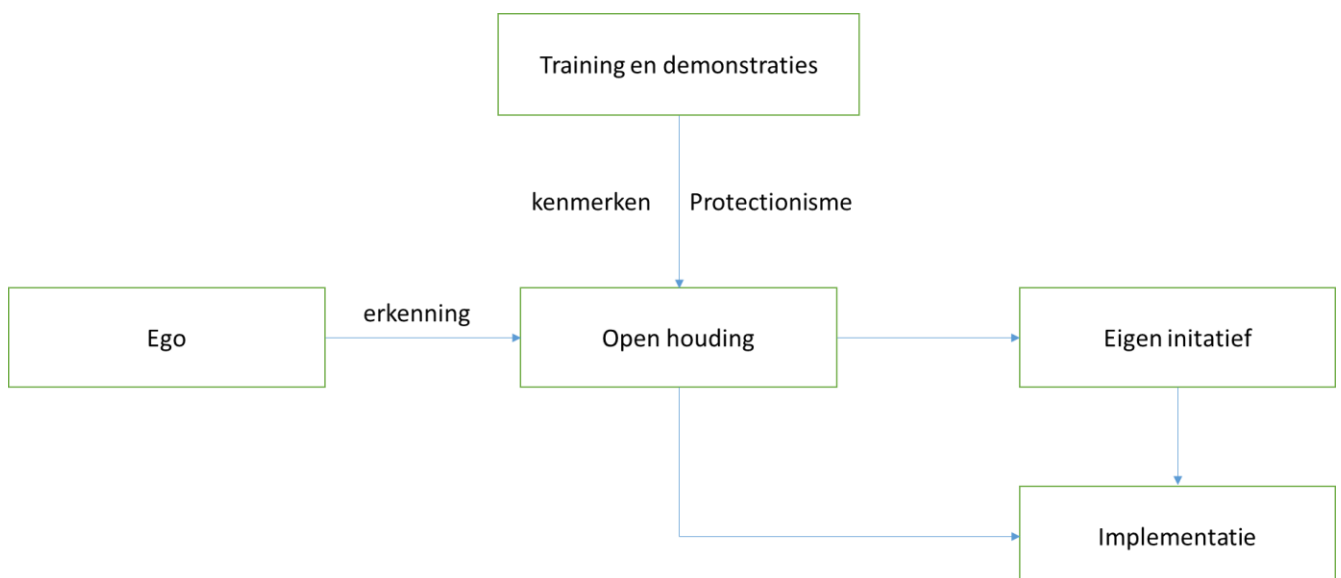 Training en demonstraties
kenmerken
Protectionisme
Ego
erkenning
Open houding
Eigen initatief
Implementatie